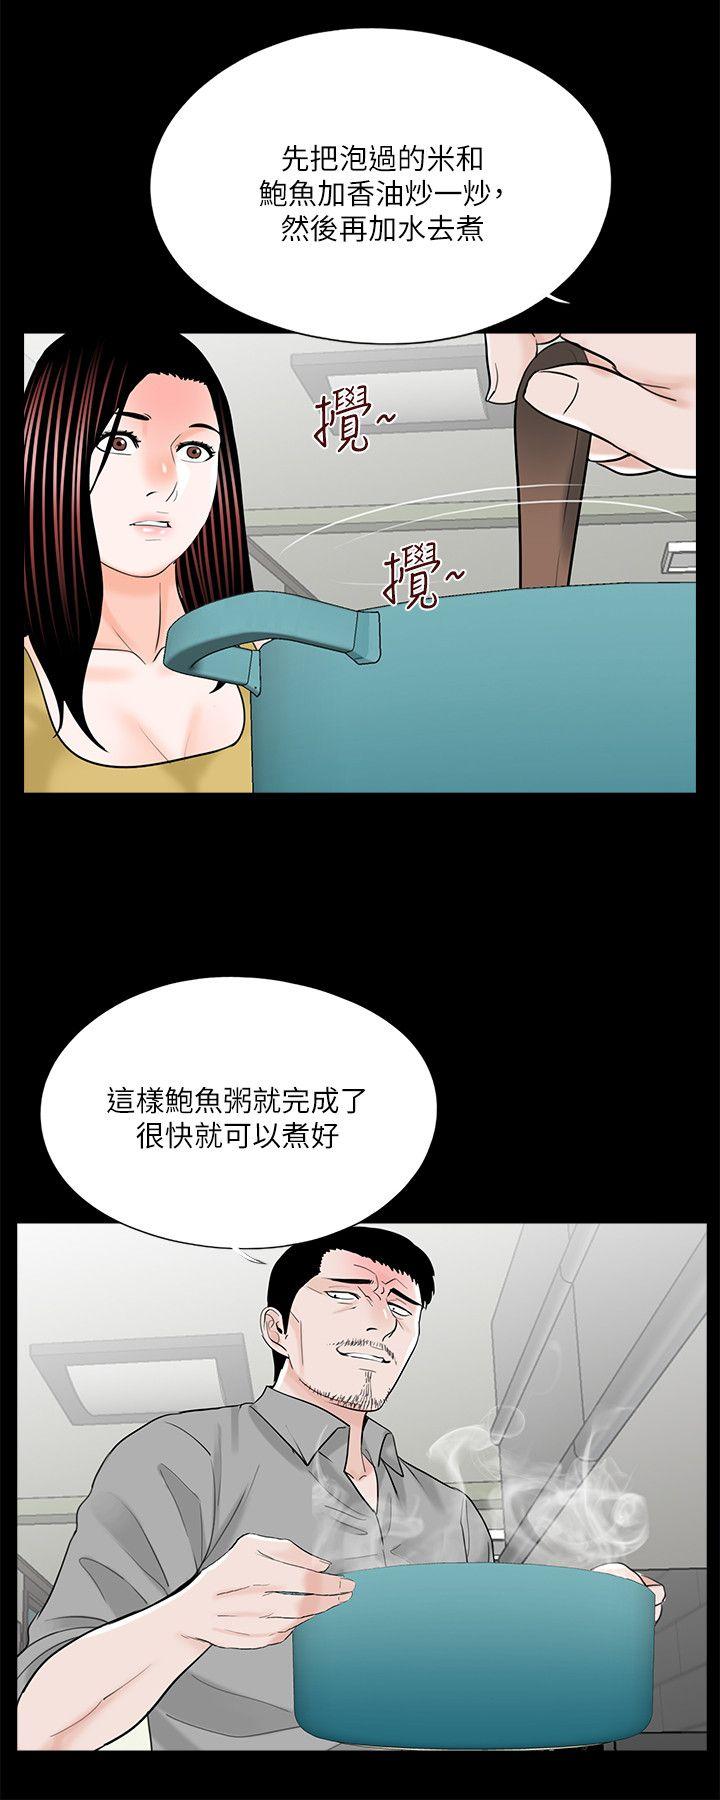 先把泡過的米和
鮑魚加香油炒一炒，
然後再加水去煮
攪~
攪~
這樣鮑魚粥就完成了
很快就可以煮好